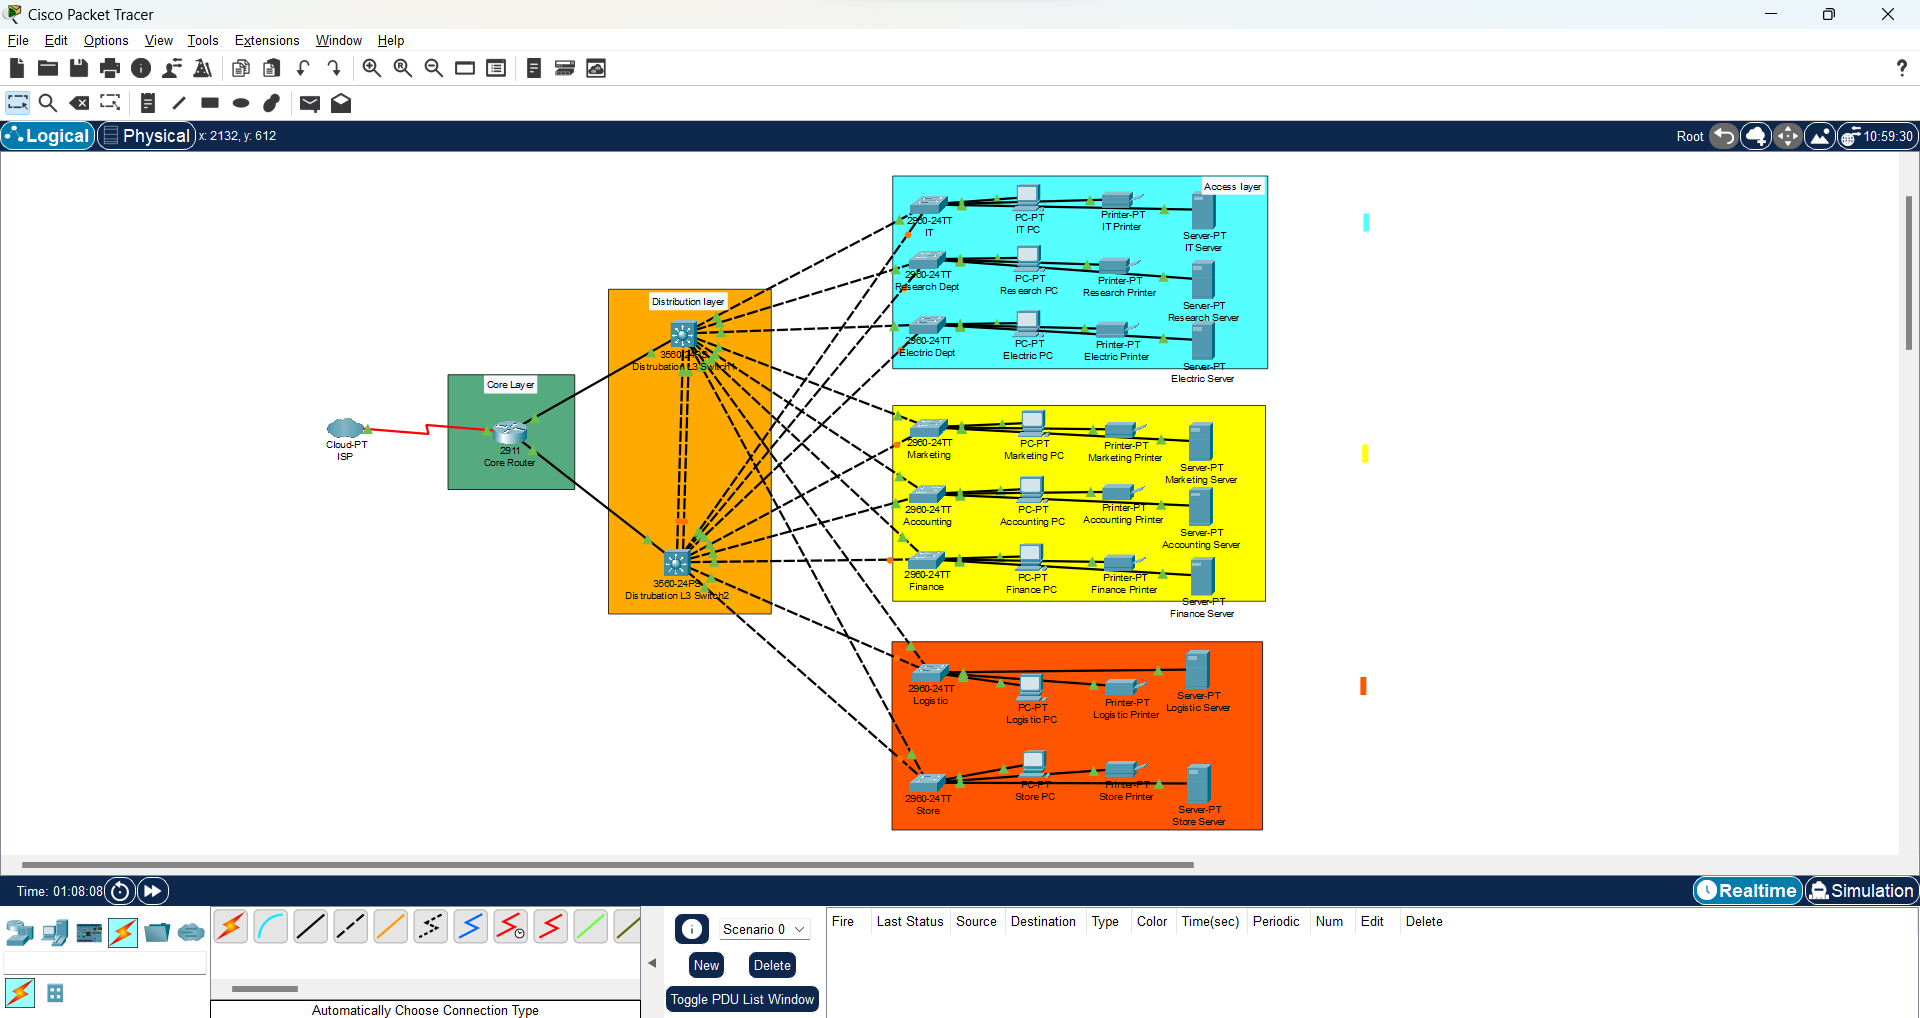 Cisco Packet Tracer
File Edit Options View Tools Extensions Window Help
Logical Physical x: 2132, y: 612 Root 10:59:30
Access layer
2960-24TT
IT
PC-PT
IT PC
Printer-PT
IT Printer
Server-PT
IT Server
2960-24TT
Research Dept
PC-PT
Research PC
Printer-PT
Research Printer
Server-PT
Research Server
2960-24TT
Electric Dept
PC-PT
Electric PC
Printer-PT
Electric Printer
Server-PT
Electric Server
Distribution layer
3560-24PS
Distrubation L3 Switch1
Core Layer
Cloud-PT
ISP
2911
Core Router
3560-24PS
Distrubation L3 Switch2
2960-24TT
Marketing
PC-PT
Marketing PC
Printer-PT
Marketing Printer
Server-PT
Marketing Server
2960-24TT
Accounting
PC-PT
Accounting PC
Printer-PT
Accounting Printer
Server-PT
Accounting Server
2960-24TT
Finance
PC-PT
Finance PC
Printer-PT
Finance Printer
Server-PT
Finance Server
2960-24TT
Logistic
PC-PT
Logistic PC
Printer-PT
Logistic Printer
Server-PT
Logistic Server
2960-24TT
Store
PC-PT
Store PC
Printer-PT
Store Printer
Server-PT
Store Server
Time: 01:08:08 Realtime Simulation
Scenario 0
New Delete
Toggle PDU List Window
Fire Last Status Source Destination Type Color Time(sec) Periodic Num Edit Delete
Automatically Choose Connection Type